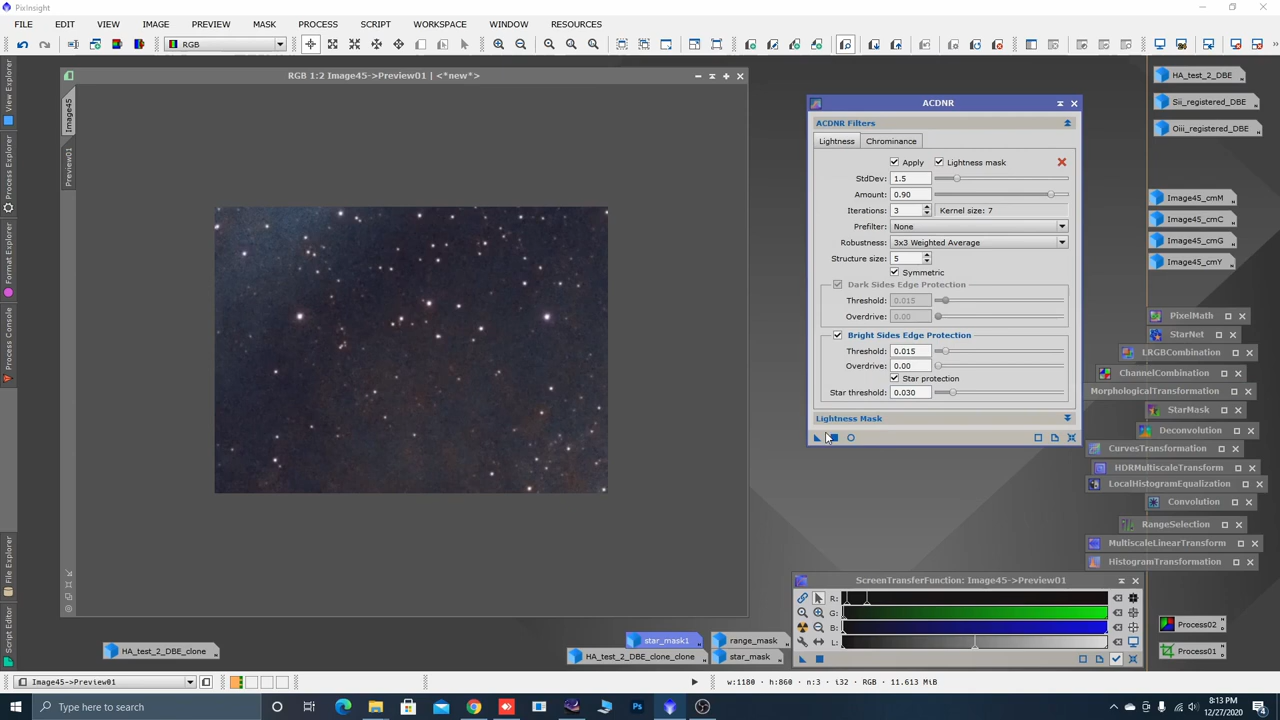 PixInsight
FILE EDIT VIEW IMAGE PREVIEW MASK PROCESS SCRIPT WORKSPACE WINDOW RESOURCES
RGB
RGB 1:2 Image45->Preview01 | <*new*>
Image45
Preview01
View Explorer
Process Explorer
Format Explorer
Process Console
File Explorer
Script Editor
ACDNR
ACDNR Filters
Lightness Chrominance
Apply Lightness mask
StdDev: 1.5
Amount: 0.90
Iterations: 3 Kernel size: 7
Prefilter: None
Robustness: 3x3 Weighted Average
Structure size: 5
Symmetric
Dark Sides Edge Protection
Threshold: 0.015
Overdrive: 0.00
Bright Sides Edge Protection
Threshold: 0.015
Overdrive: 0.00
Star protection
Star threshold: 0.030
Lightness Mask
HA_test_2_DBE
Sii_registered_DBE
Oiii_registered_DBE
Image45_cmM
Image45_cmC
Image45_cmG
Image45_cmY
PixelMath
StarNet
LRGBCombination
ChannelCombination
MorphologicalTransformation
StarMask
Deconvolution
CurvesTransformation
HDRMultiscaleTransform
LocalHistogramEqualization
Convolution
RangeSelection
MultiscaleLinearTransform
HistogramTransformation
ScreenTransferFunction: Image45->Preview01
R:
G:
B:
L:
Process02
Process01
star_mask1 range_mask
HA_test_2_DBE_clone HA_test_2_DBE_clone_clone star_mask
Image45->Preview01 w:1180 · h:860 · n:3 · i32 · RGB · 11.613 MiB
Type here to search
Ps
8:13 PM
12/27/2020
4